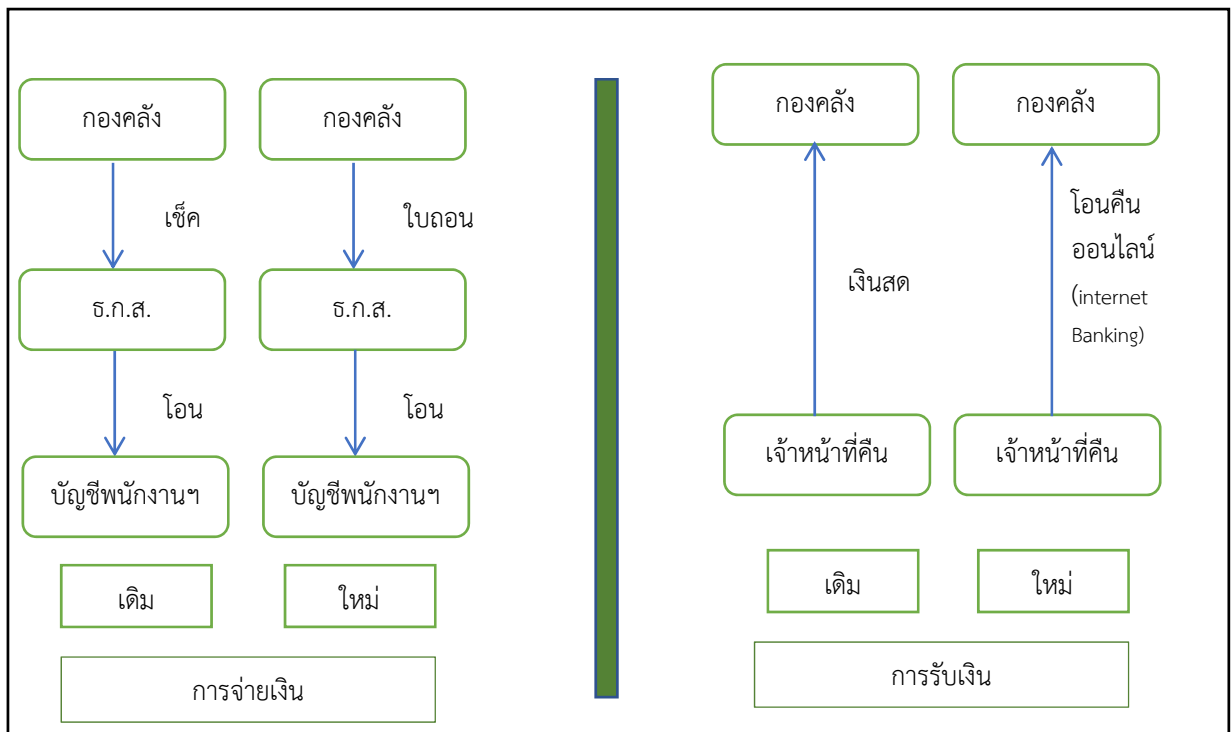 กองคลัง
กองคลัง
เช็ค
ใบถอน
ธ.ก.ส.
ธ.ก.ส.
โอน
โอน
บัญชีพนักงานฯ
บัญชีพนักงานฯ
เดิม
ใหม่
การจ่ายเงิน
กองคลัง
กองคลัง
เงินสด
โอนคืน
ออนไลน์
(internet
Banking)
เจ้าหน้าที่คืน
เจ้าหน้าที่คืน
เดิม
ใหม่
การรับเงิน